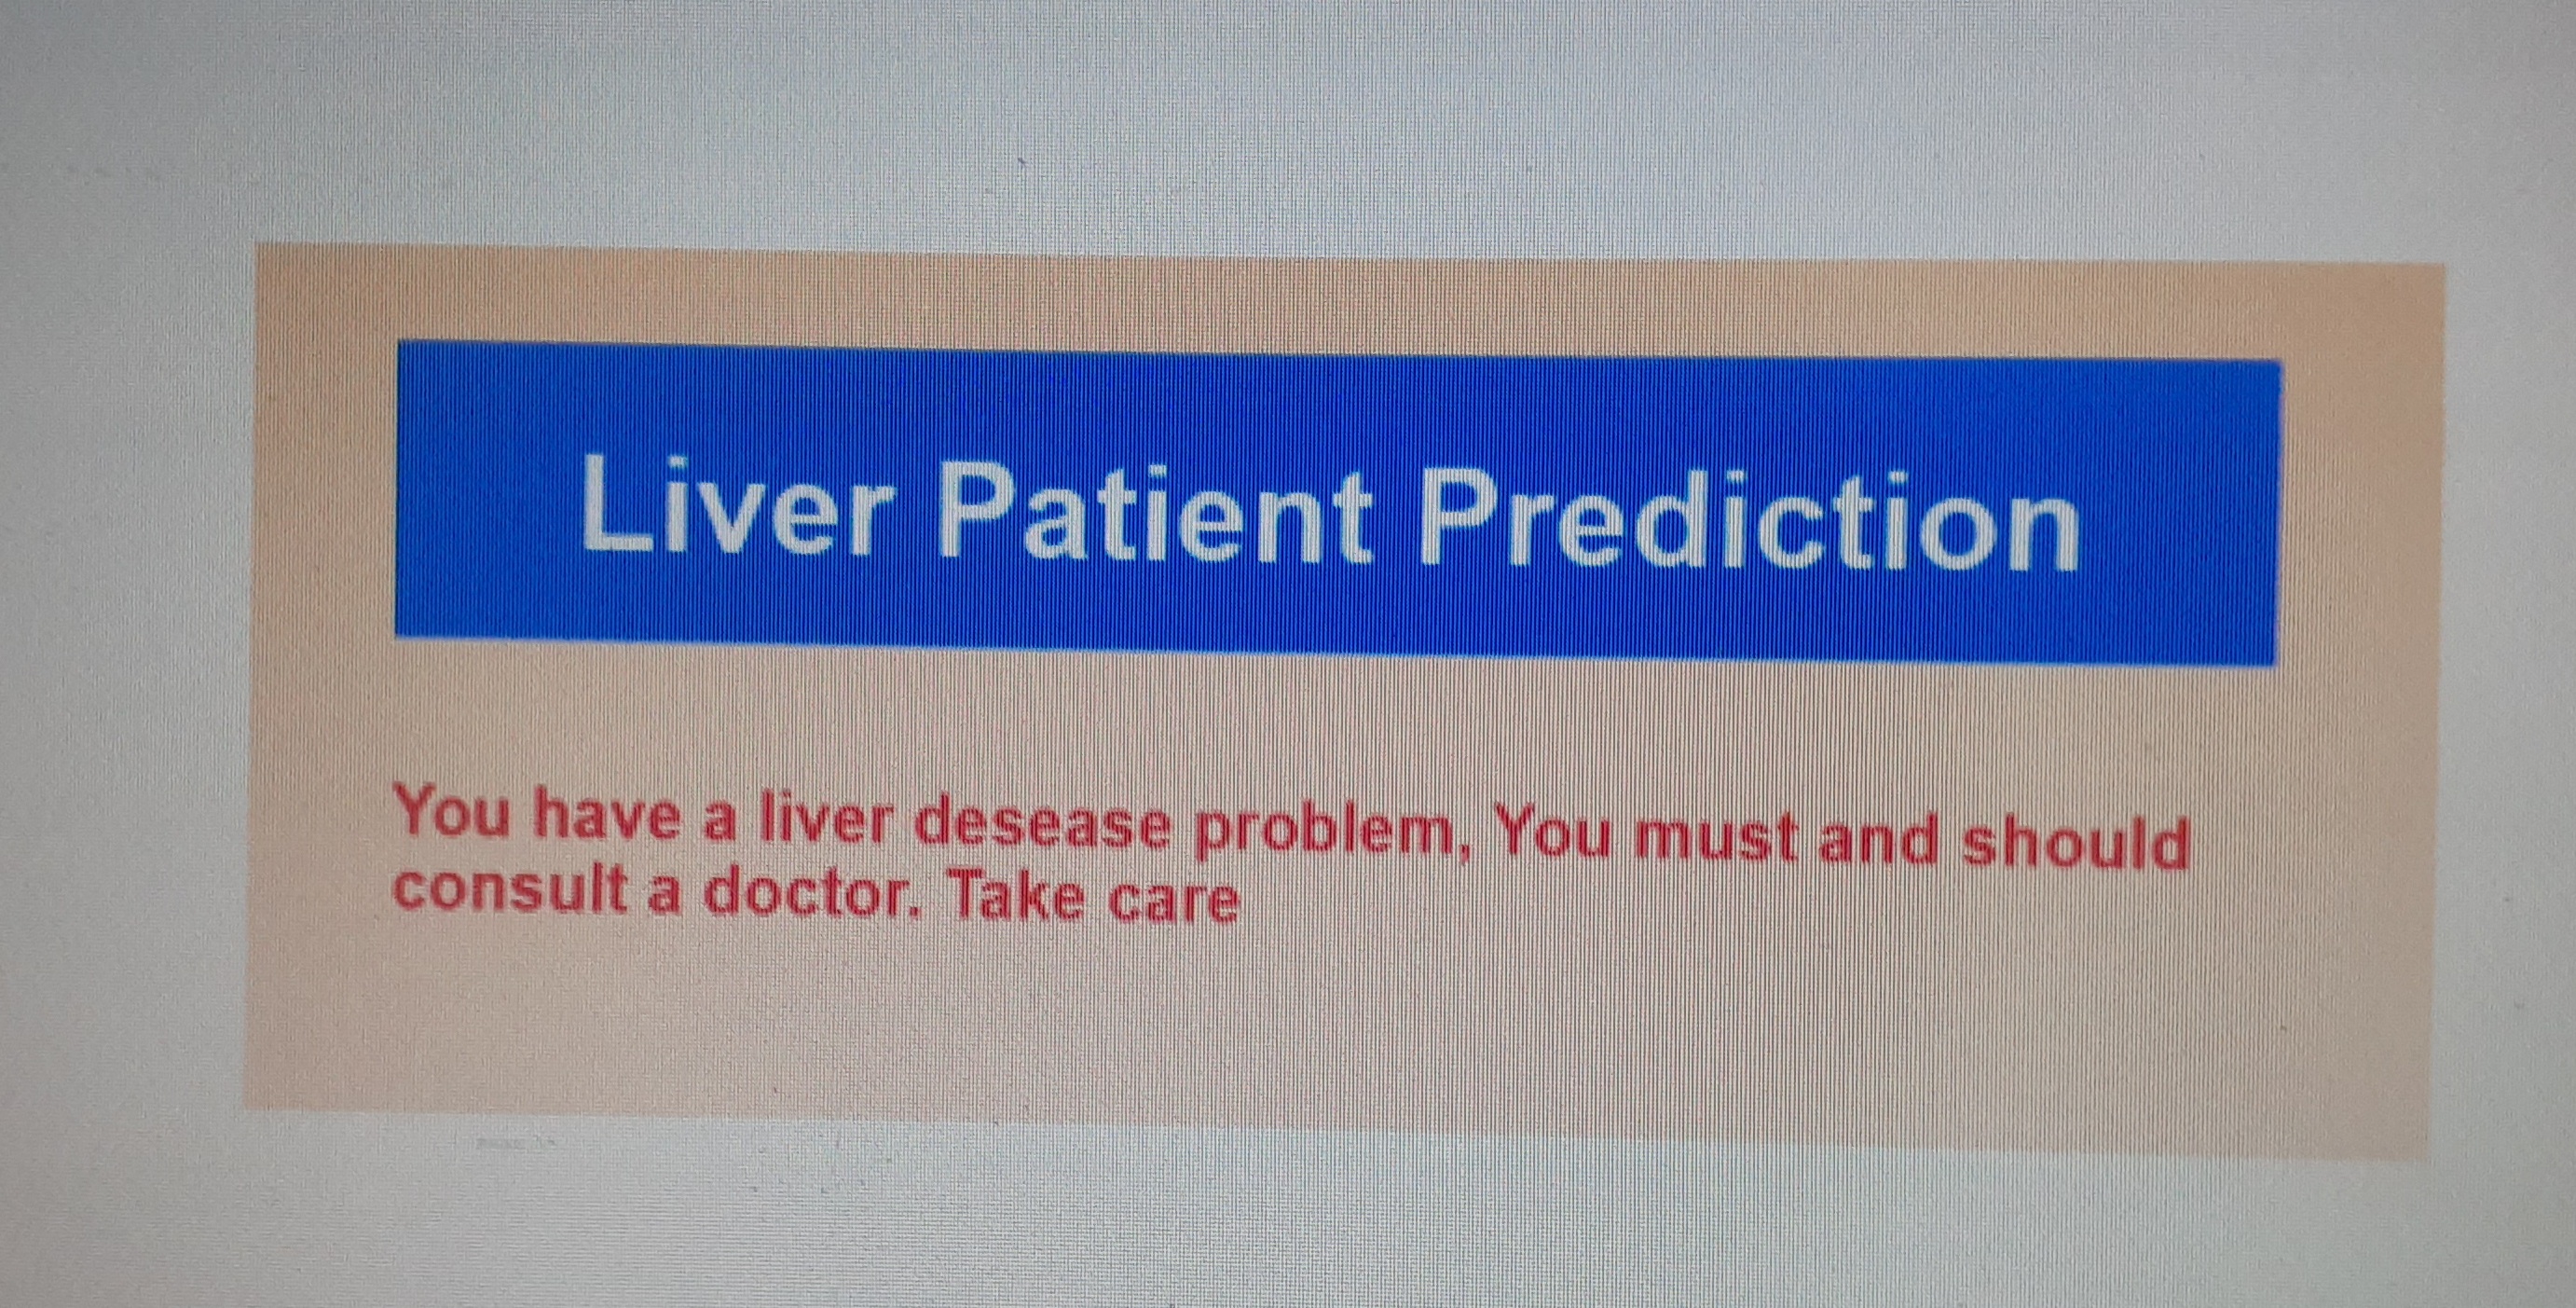 Liver Patient Prediction
You have a liver desease problem, You must and should
consult a doctor. Take care